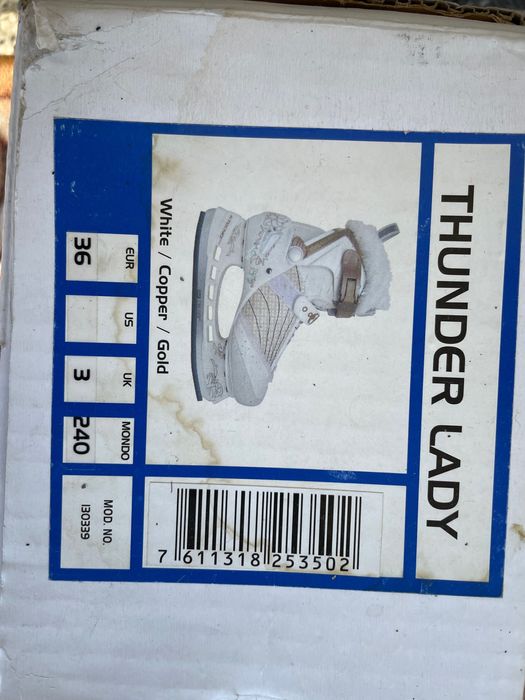 THUNDER LADY
White / Copper / Gold
7 611318 253502
EUR
36
US
UK
3
MONDO
240
MOD. NO.
130339